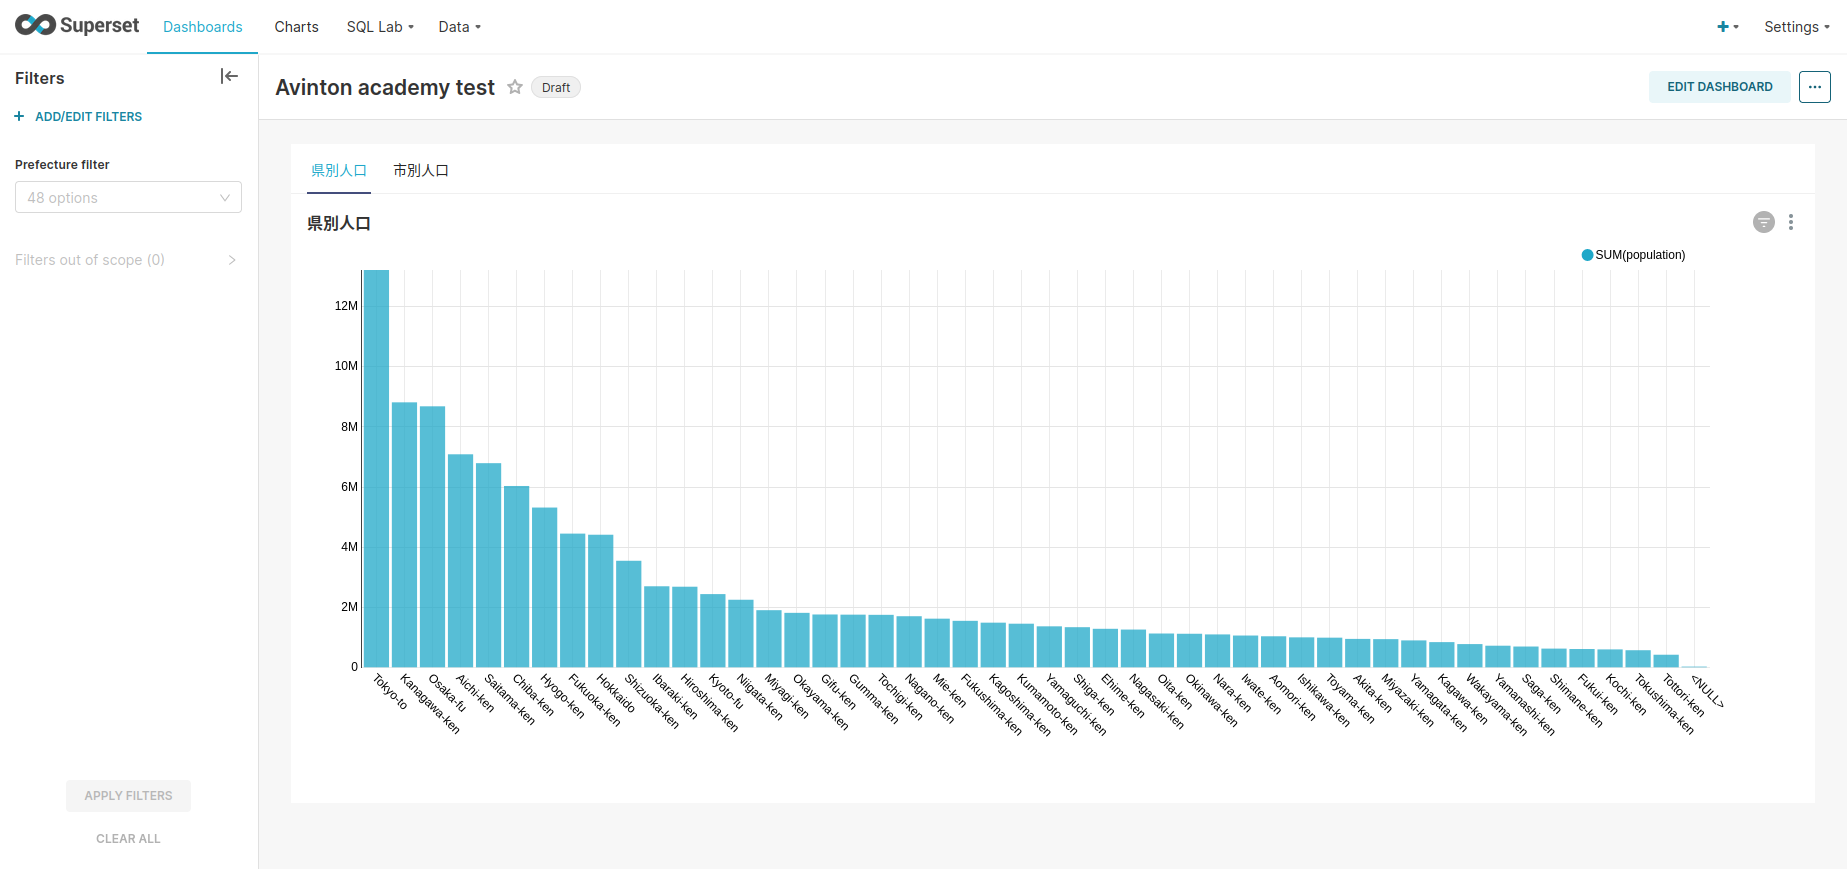 Superset
Dashboards
Charts
SQL Lab
Data
+
Settings
Filters
+ ADD/EDIT FILTERS
Prefecture filter
48 options
Filters out of scope (0)
APPLY FILTERS
CLEAR ALL
Avinton academy test
Draft
EDIT DASHBOARD
...
県別人口
市別人口
県別人口
SUM(population)
12M
10M
8M
6M
4M
2M
0
Tokyo-to
Kanagawa-ken
Osaka-fu
Aichi-ken
Saitama-ken
Chiba-ken
Hyogo-ken
Fukuoka-ken
Hokkaido
Shizuoka-ken
Ibaraki-ken
Hiroshima-ken
Kyoto-fu
Niigata-ken
Miyagi-ken
Okayama-ken
Gifu-ken
Gumma-ken
Tochigi-ken
Nagano-ken
Mie-ken
Fukushima-ken
Kagoshima-ken
Kumamoto-ken
Yamaguchi-ken
Shiga-ken
Ehime-ken
Nagasaki-ken
Oita-ken
Okinawa-ken
Nara-ken
Iwate-ken
Aomori-ken
Ishikawa-ken
Toyama-ken
Akita-ken
Miyazaki-ken
Yamagata-ken
Kagawa-ken
Wakayama-ken
Yamanashi-ken
Saga-ken
Shimane-ken
Fukui-ken
Kochi-ken
Tokushima-ken
Tottori-ken
<NULL>